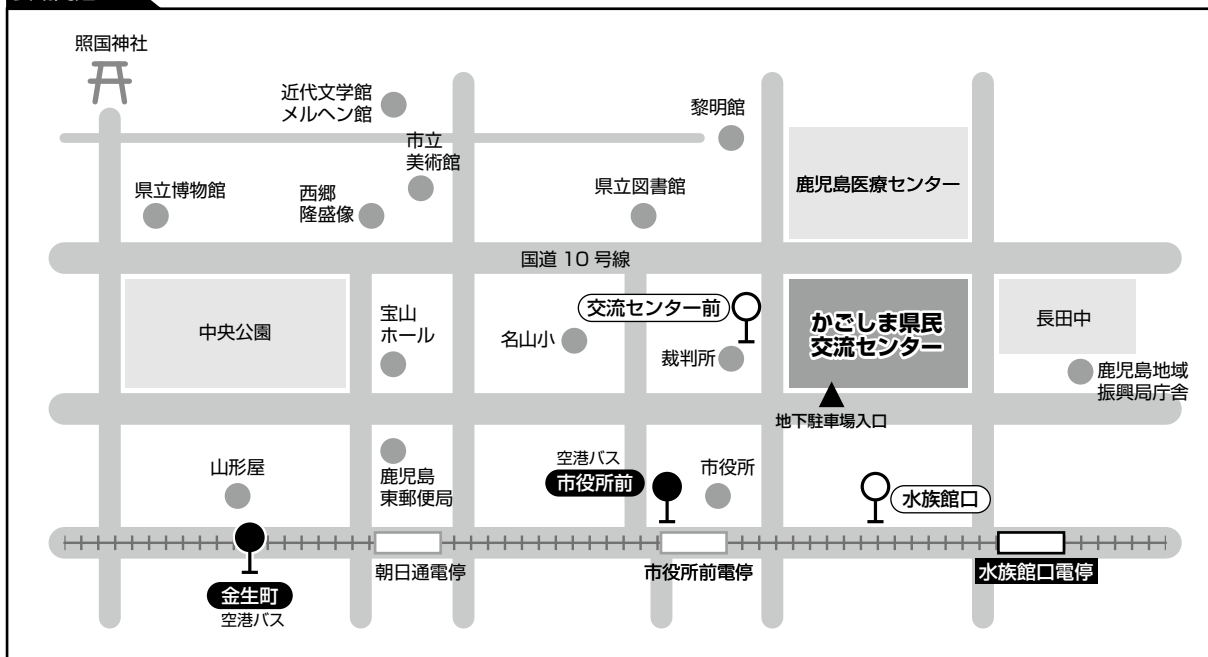 照国神社
近代文学館
メルヘン館
黎明館
市立
美術館
県立博物館
西郷
隆盛像
県立図書館
鹿児島医療センター
国道 10 号線
中央公園
宝山
ホール
名山小
交流センター前
裁判所
かごしま県民
交流センター
長田中
鹿児島地域
振興局庁舎
地下駐車場入口
山形屋
鹿児島
東郵便局
空港バス
市役所前
市役所
水族館口
朝日通電停
市役所前電停
水族館口電停
金生町
空港バス